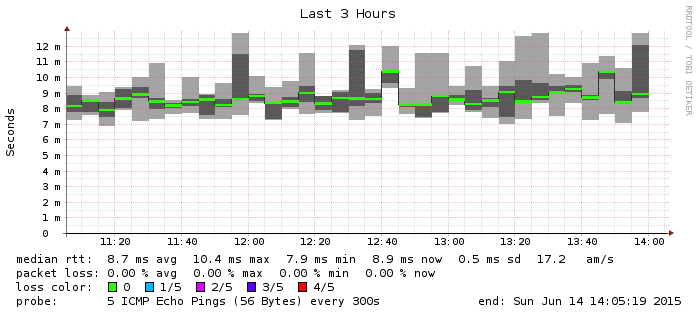 Last 3 Hours
RRDTOOL / TOBI OETIKER
Seconds
12 m
11 m
10 m
9 m
8 m
7 m
6 m
5 m
4 m
3 m
2 m
1 m
0
11:20 11:40 12:00 12:20 12:40 13:00 13:20 13:40 14:00
median rtt: 8.7 ms avg 10.4 ms max 7.9 ms min 8.9 ms now 0.5 ms sd 17.2 am/s
packet loss: 0.00 % avg 0.00 % max 0.00 % min 0.00 % now
loss color: 0 1/5 2/5 3/5 4/5
probe: 5 ICMP Echo Pings (56 Bytes) every 300s end: Sun Jun 14 14:05:19 2015